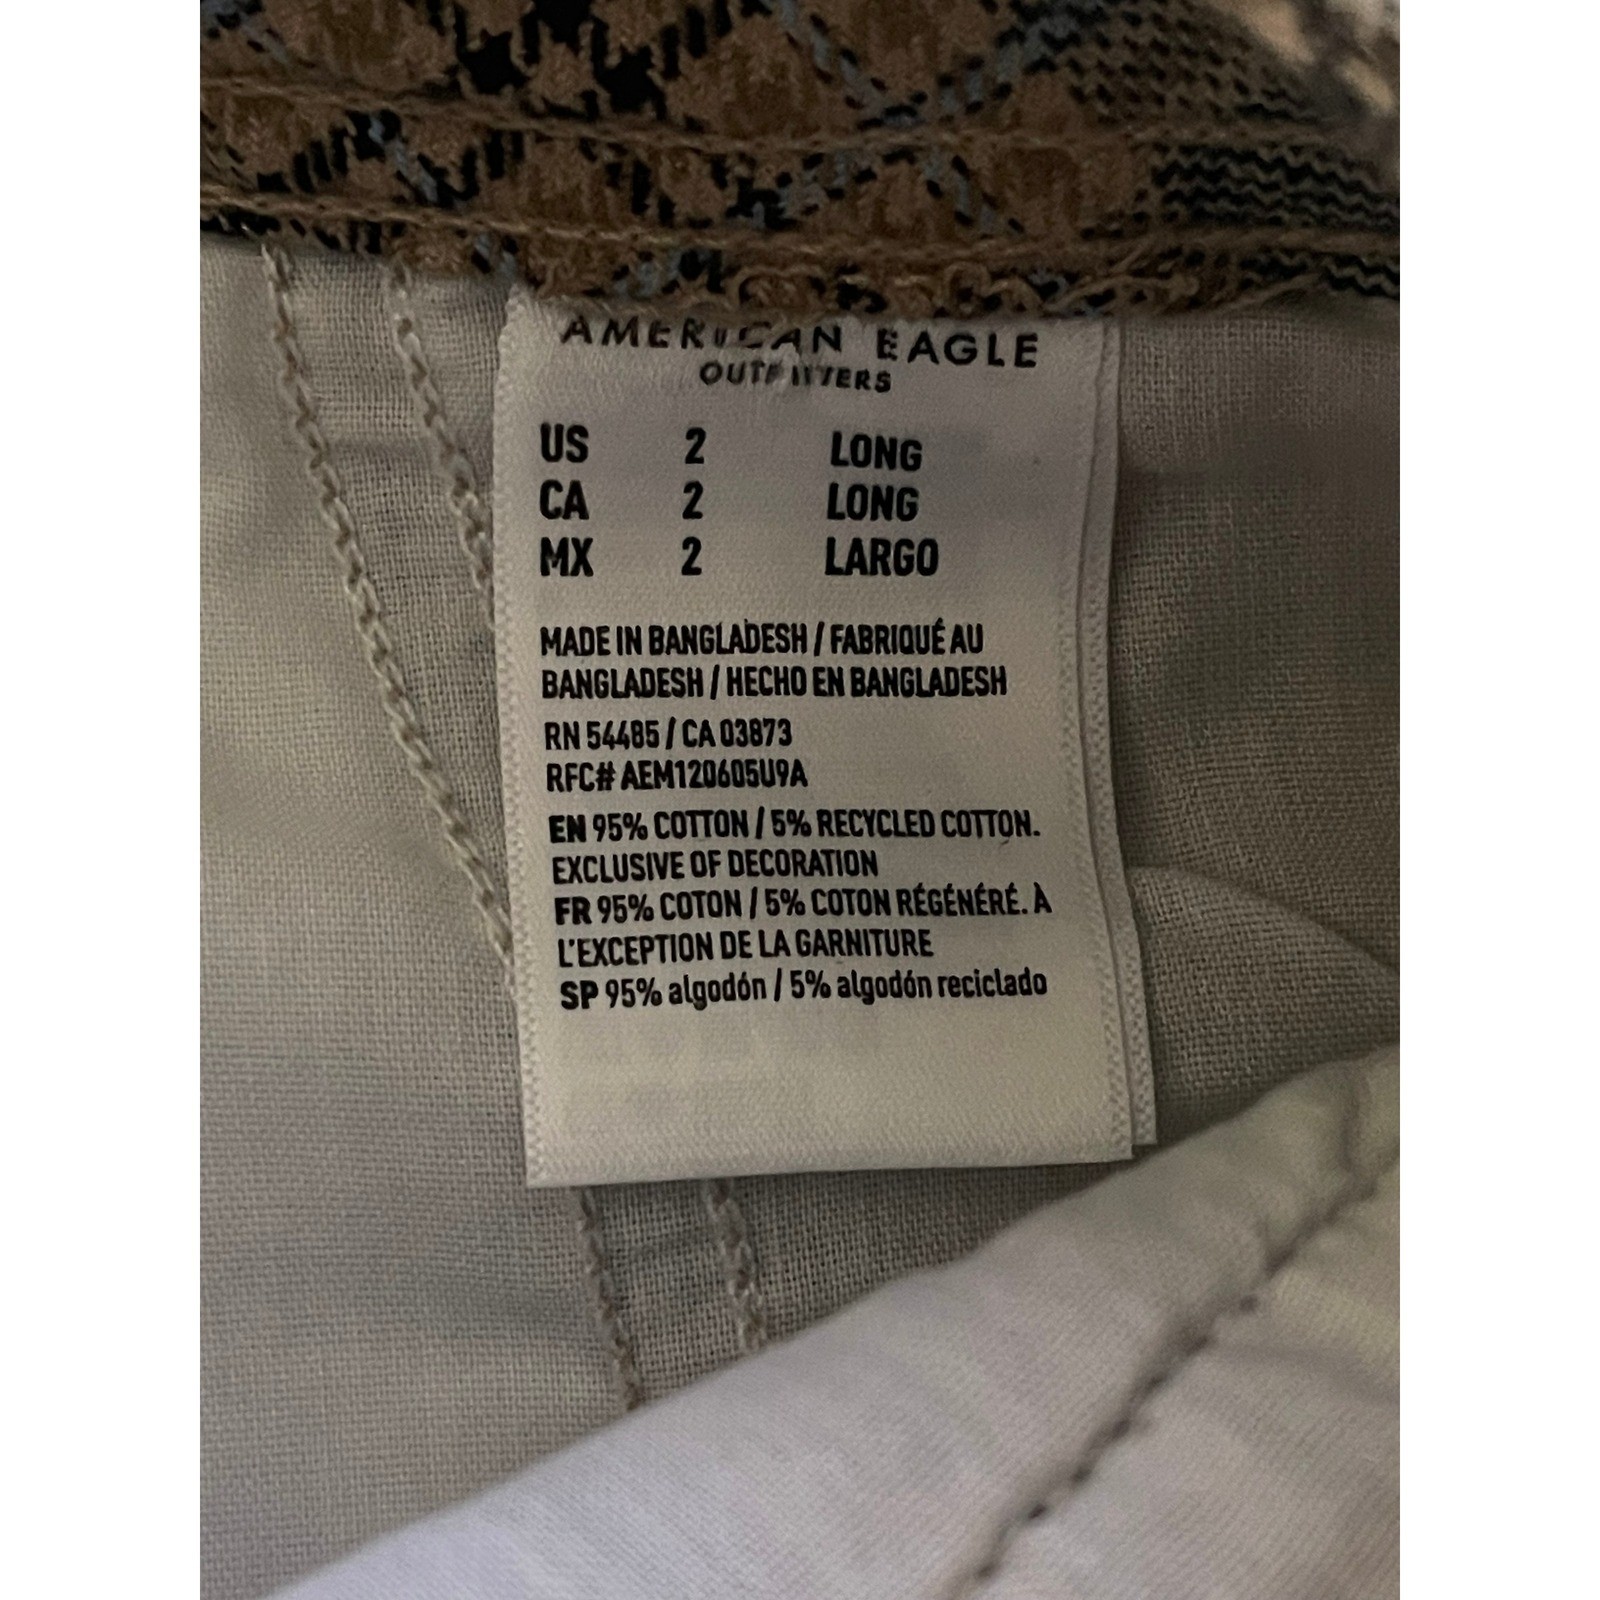 AMERICAN EAGLE
OUTFITTERS
US 2 LONG
CA 2 LONG
MX 2 LARGO
MADE IN BANGLADESH / FABRIQUÉ AU
BANGLADESH / HECHO EN BANGLADESH
RN 54485 / CA 03873
RFC# AEM120605U9A
EN 95% COTTON / 5% RECYCLED COTTON.
EXCLUSIVE OF DECORATION
FR 95% COTON / 5% COTON RÉGÉNÉRÉ. À
L'EXCEPTION DE LA GARNITURE
SP 95% algodón / 5% algodón reciclado